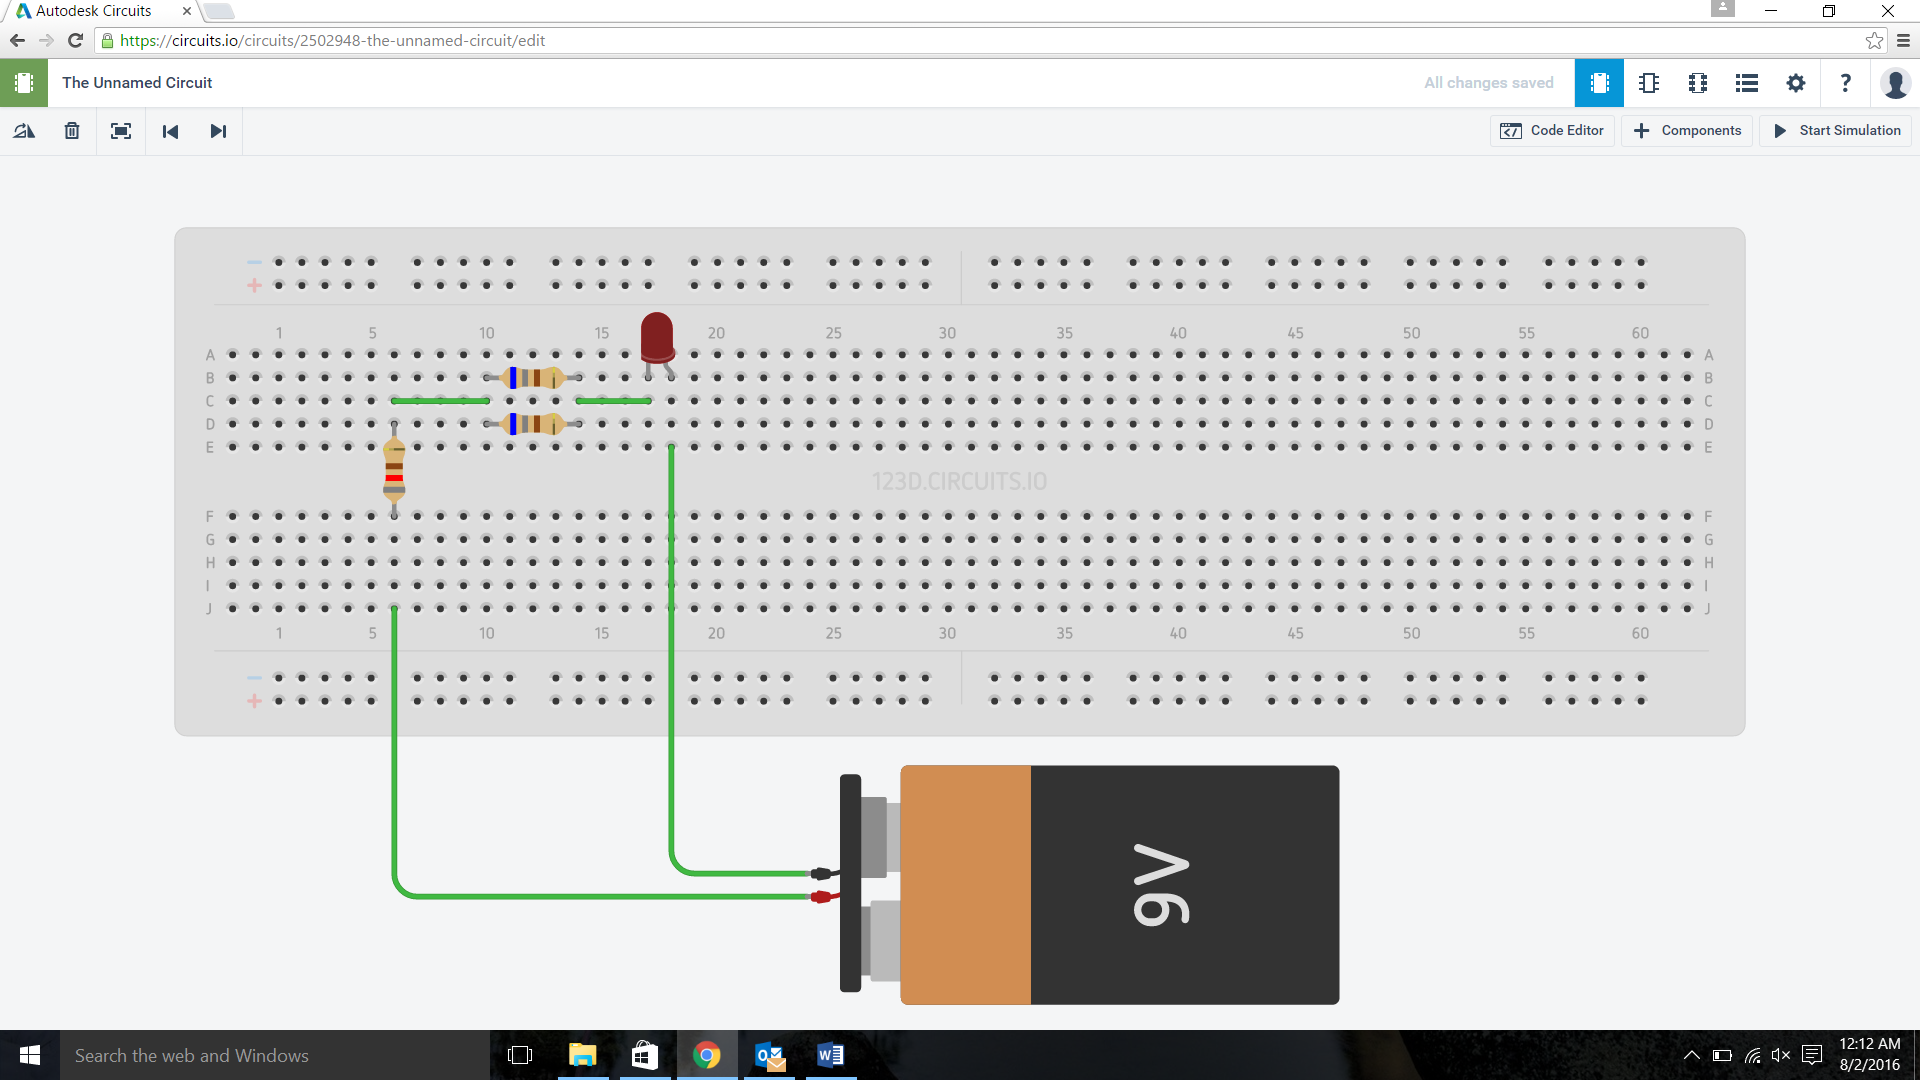 Autodesk Circuits
https://circuits.io/circuits/2502948-the-unnamed-circuit/edit
The Unnamed Circuit
All changes saved
?
Code Editor
+ Components
Start Simulation
−
+
1 5 10 15 20 25 30 35 40 45 50 55 60
A A
B B
C C
D D
E E
123D.CIRCUITS.IO
F F
G G
H H
I I
J J
1 5 10 15 20 25 30 35 40 45 50 55 60
−
+
9V
Search the web and Windows
12:12 AM
8/2/2016